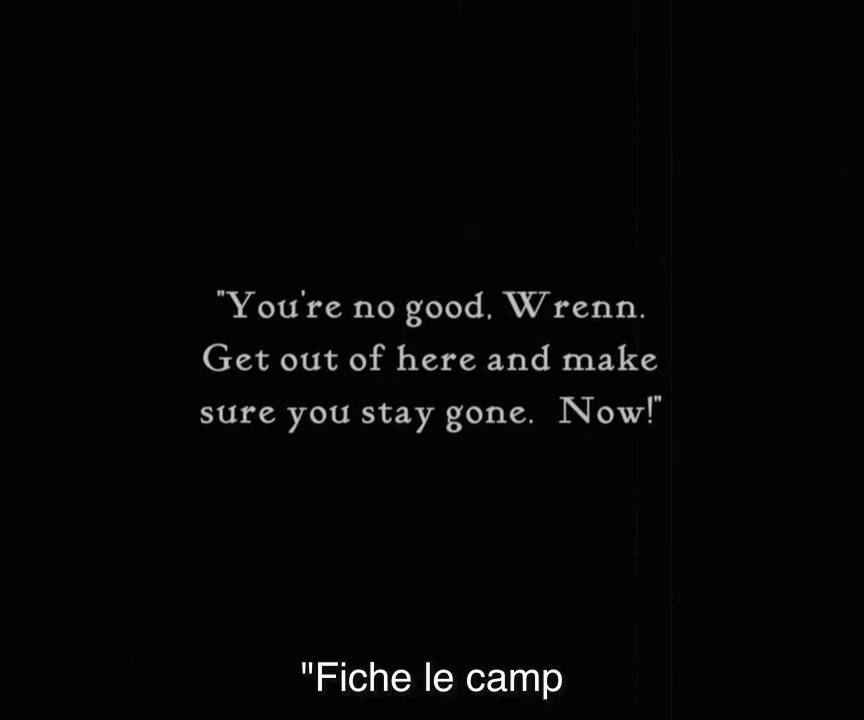 "You're no good, Wrenn.
Get out of here and make
sure you stay gone.  Now!"
"Fiche le camp